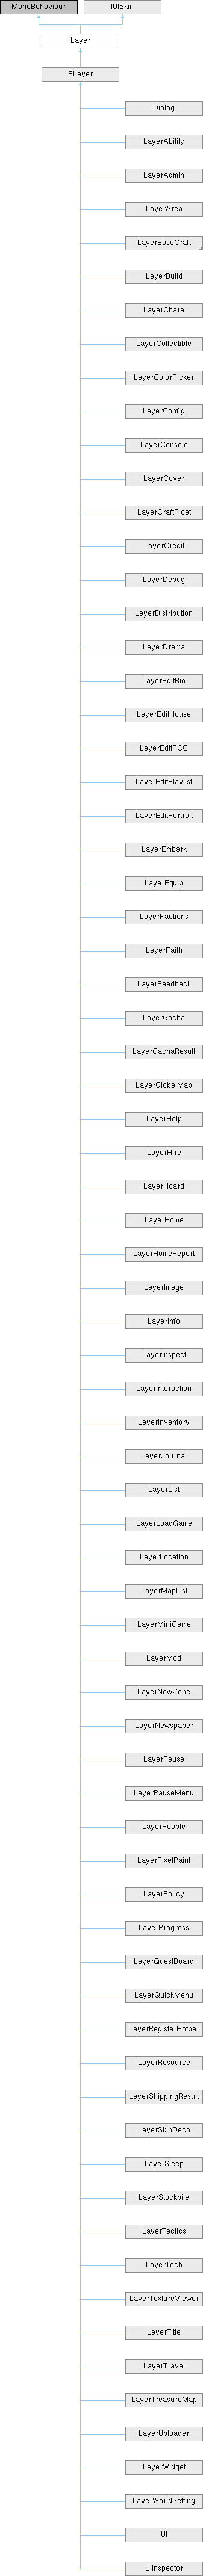 MonoBehaviour
IUISkin
Layer
ELayer
Dialog
LayerAbility
LayerAdmin
LayerArea
LayerBaseCraft
LayerBuild
LayerChara
LayerCollectible
LayerColorPicker
LayerConfig
LayerConsole
LayerCover
LayerCraftFloat
LayerCredit
LayerDebug
LayerDistribution
LayerDrama
LayerEditBio
LayerEditHouse
LayerEditPCC
LayerEditPlaylist
LayerEditPortrait
LayerEmbark
LayerEquip
LayerFactions
LayerFaith
LayerFeedback
LayerGacha
LayerGachaResult
LayerGlobalMap
LayerHelp
LayerHire
LayerHoard
LayerHome
LayerHomeReport
LayerImage
LayerInfo
LayerInspect
LayerInteraction
LayerInventory
LayerJournal
LayerList
LayerLoadGame
LayerLocation
LayerMapList
LayerMiniGame
LayerMod
LayerNewZone
LayerNewspaper
LayerPause
LayerPauseMenu
LayerPeople
LayerPixelPaint
LayerPolicy
LayerProgress
LayerQuestBoard
LayerQuickMenu
LayerRegisterHotbar
LayerResource
LayerShippingResult
LayerSkinDeco
LayerSleep
LayerStockpile
LayerTactics
LayerTech
LayerTextureViewer
LayerTitle
LayerTravel
LayerTreasureMap
LayerUploader
LayerWidget
LayerWorldSetting
UI
UIInspector